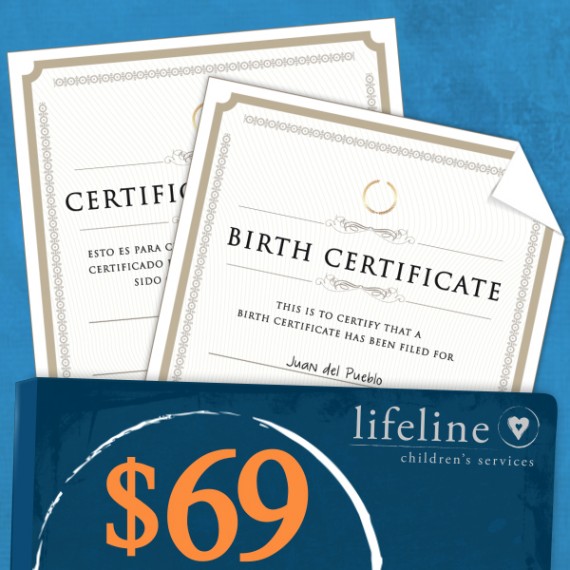 CERTIFIC
ESTO ES PARA C
CERTIFICADO
SIDO
BIRTH CERTIFICATE
THIS IS TO CERTIFY THAT A
BIRTH CERTIFICATE HAS BEEN FILED FOR
Juan del Pueblo
lifeline
children's services
$69